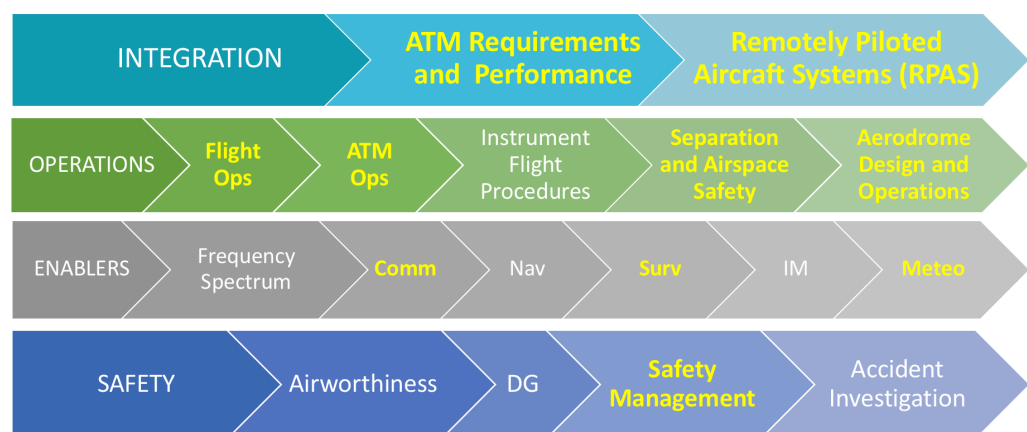 INTEGRATION
ATM Requirements
and Performance
Remotely Piloted
Aircraft Systems (RPAS)
OPERATIONS
Flight
Ops
ATM
Ops
Instrument
Flight
Procedures
Separation
and Airspace
Safety
Aerodrome
Design and
Operations
ENABLERS
Frequency
Spectrum
Comm
Nav
Surv
IM
Meteo
SAFETY
Airworthiness
DG
Safety
Management
Accident
Investigation